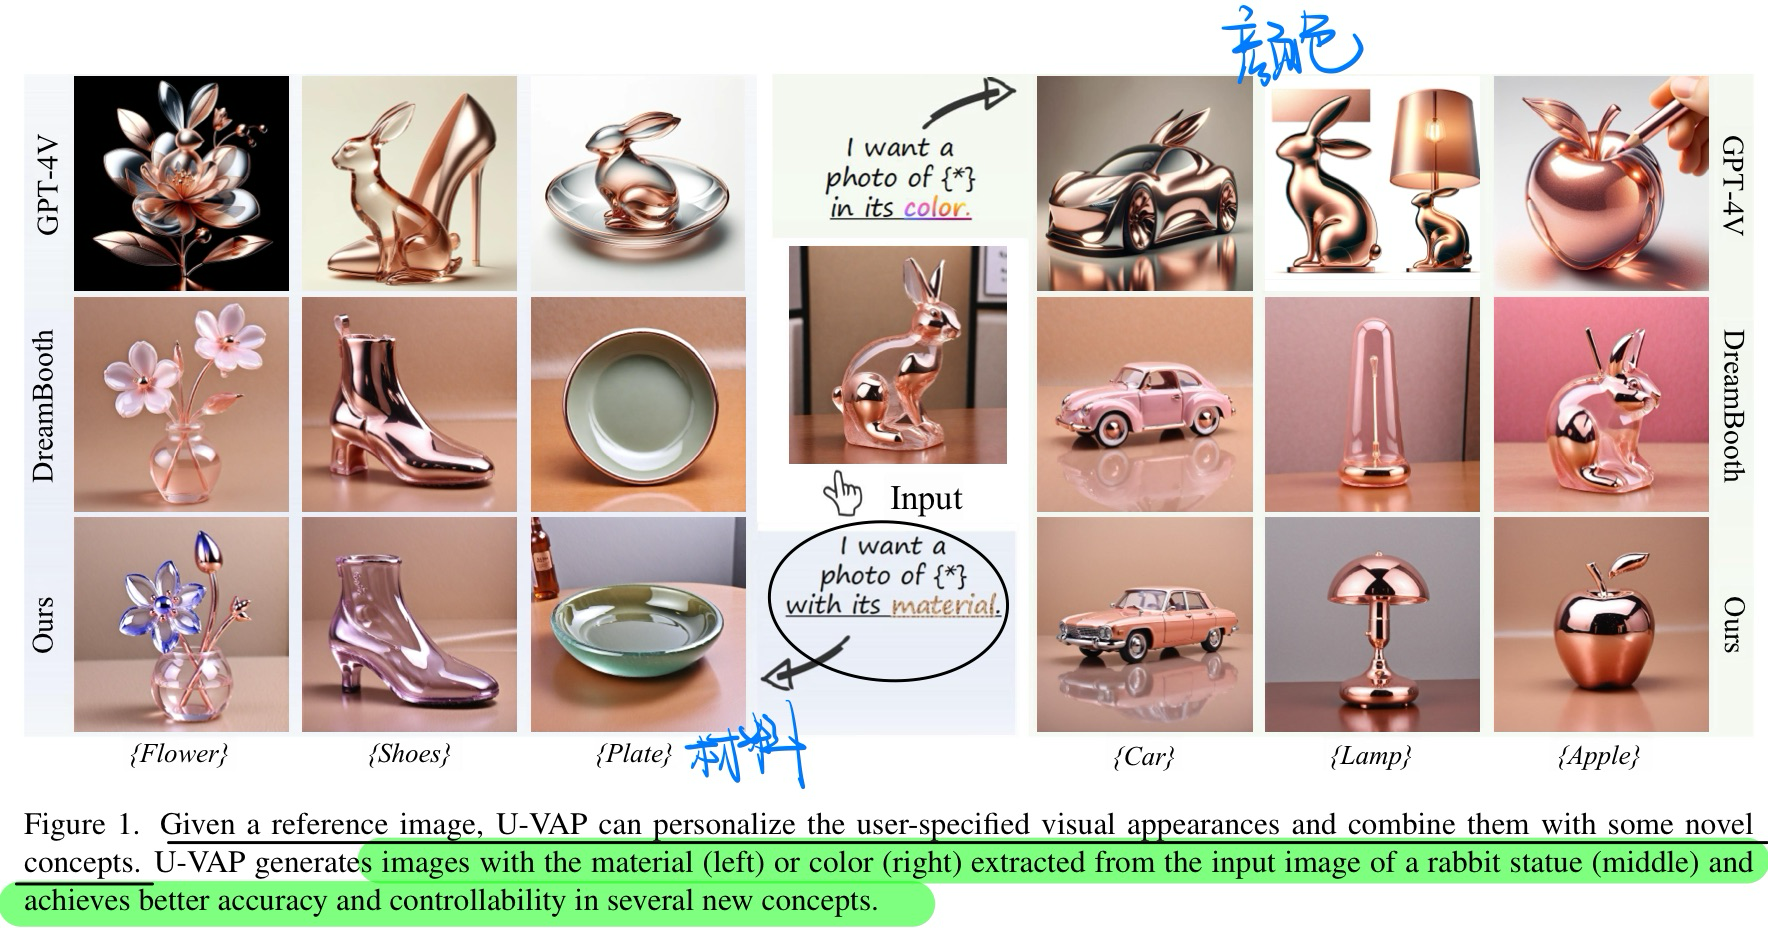 颜色
GPT-4V
I want a
photo of {*}
in its color.
GPT-4V
DreamBooth
Input
DreamBooth
Ours
I want a
photo of {*}
with its material.
Ours
{Flower}
{Shoes}
{Plate}
材料
{Car}
{Lamp}
{Apple}
Figure 1. Given a reference image, U-VAP can personalize the user-specified visual appearances and combine them with some novel
concepts. U-VAP generates images with the material (left) or color (right) extracted from the input image of a rabbit statue (middle) and
achieves better accuracy and controllability in several new concepts.